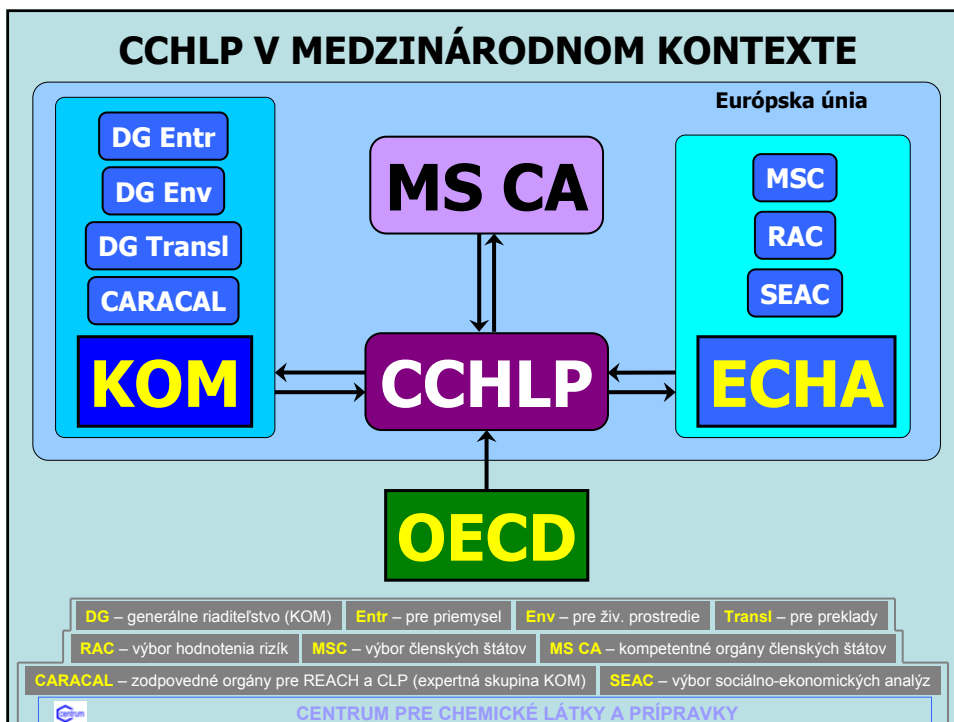 CCHLP V MEDZINÁRODNOM KONTEXTE
Európska únia
DG Entr
DG Env
DG Transl
CARACAL
KOM
MS CA
CCHLP
MSC
RAC
SEAC
ECHA
OECD
DG – generálne riaditeľstvo (KOM) Entr – pre priemysel Env – pre živ. prostredie Transl – pre preklady
RAC – výbor hodnotenia rizík MSC – výbor členských štátov MS CA – kompetentné orgány členských štátov
CARACAL – zodpovedné orgány pre REACH a CLP (expertná skupina KOM) SEAC – výbor sociálno-ekonomických analýz
centrum CENTRUM PRE CHEMICKÉ LÁTKY A PRÍPRAVKY